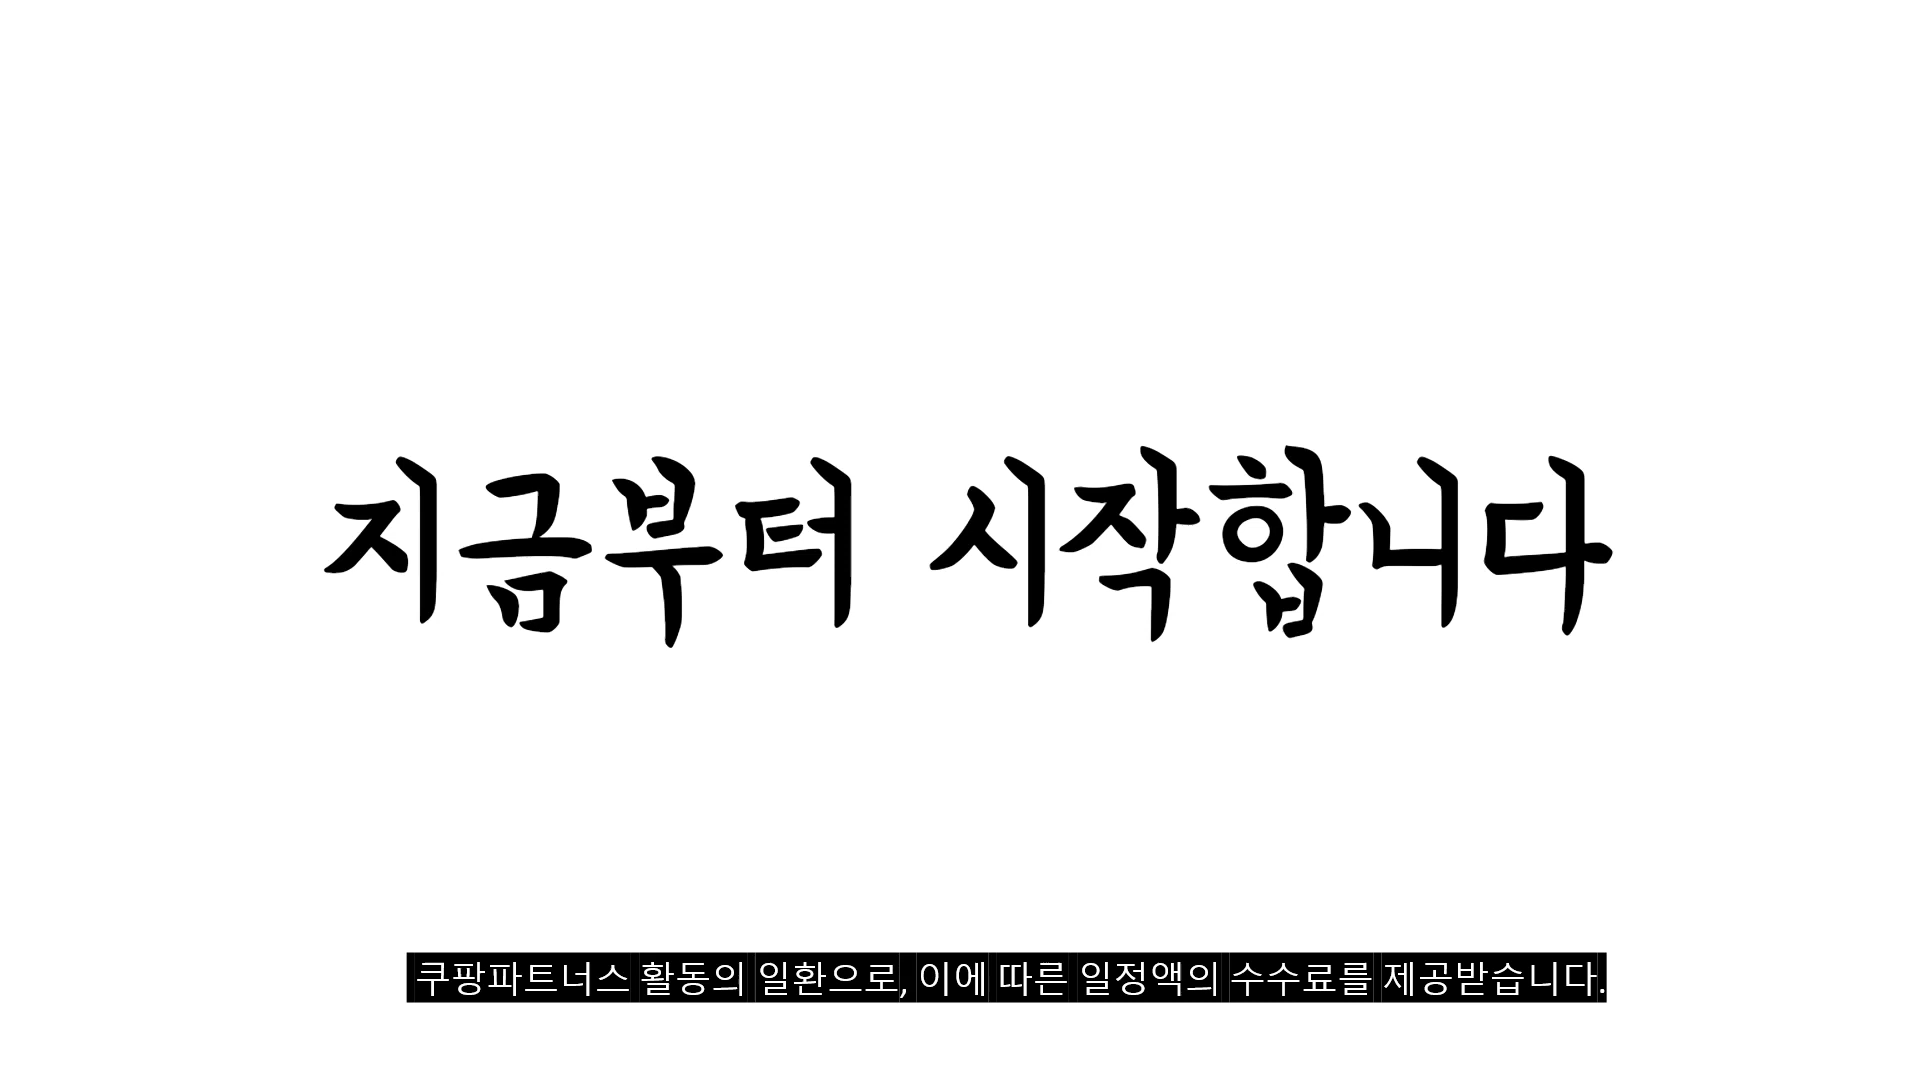 지금부터 시작합니다
쿠팡파트너스 활동의 일환으로, 이에 따른 일정액의 수수료를 제공받습니다.